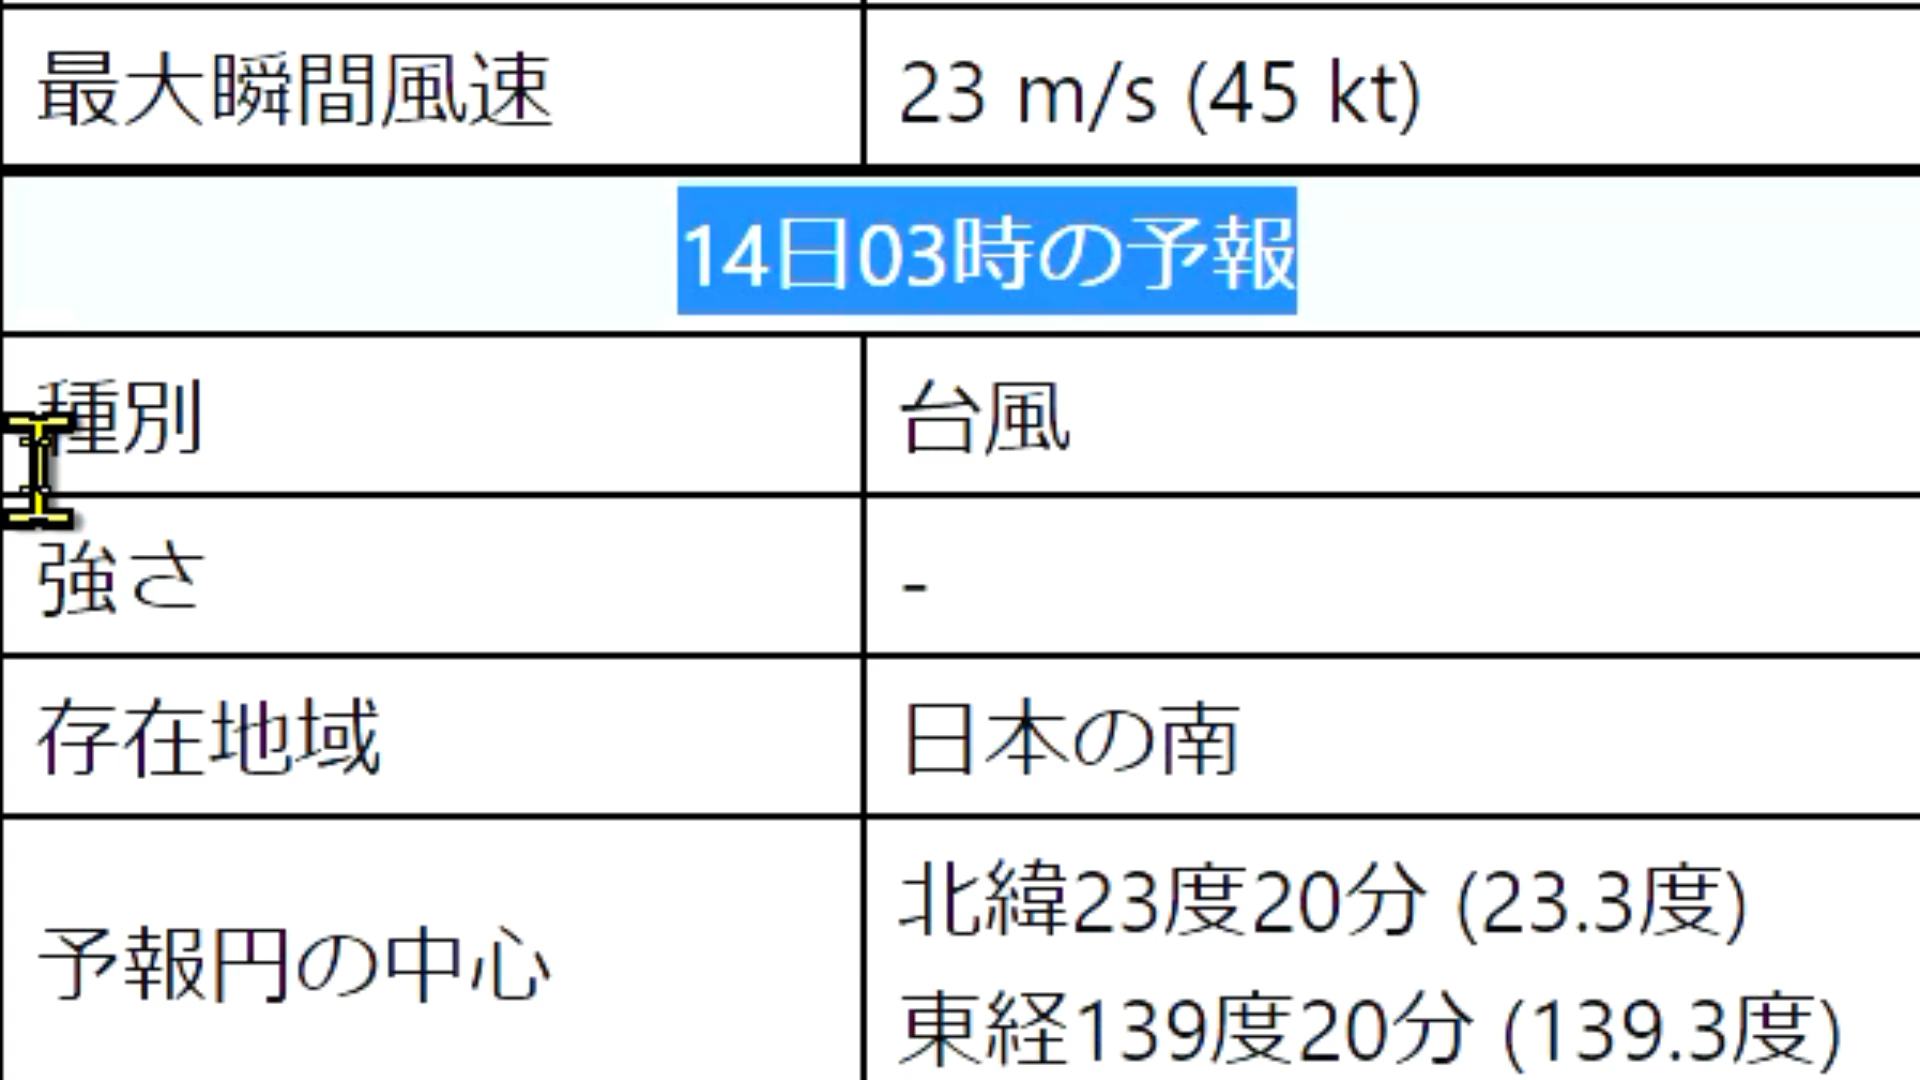 最大瞬間風速 23 m/s (45 kt)
14日03時の予報
種別 台風
強さ -
存在地域 日本の南
予報円の中心 北緯23度20分 (23.3度)
東経139度20分 (139.3度)